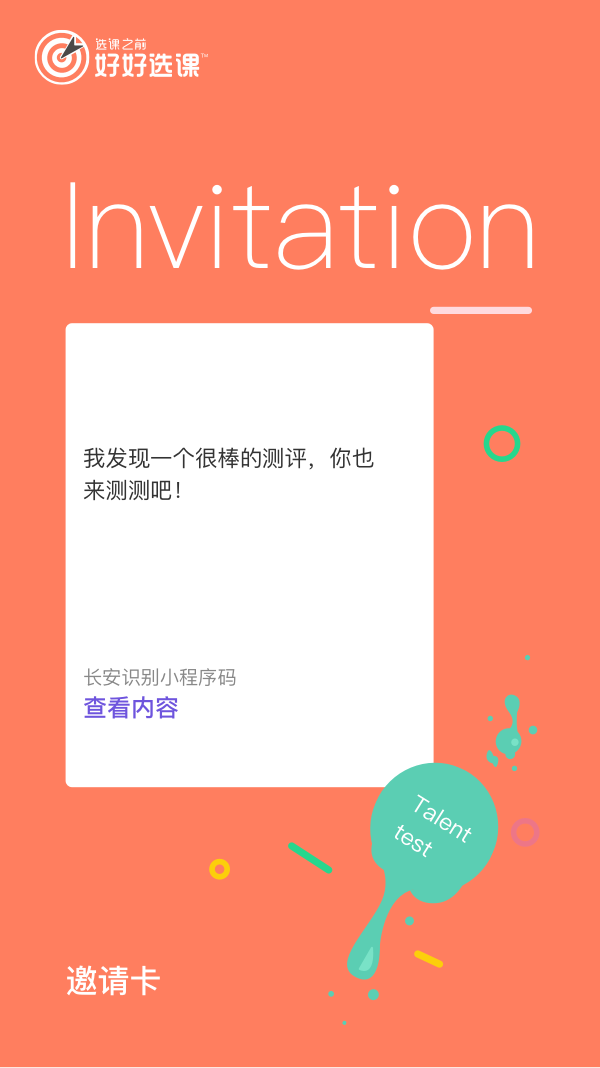 选课之前
好好选课™
Invitation
我发现一个很棒的测评，你也
来测测吧！
长安识别小程序码
查看内容
Talent
test
邀请卡